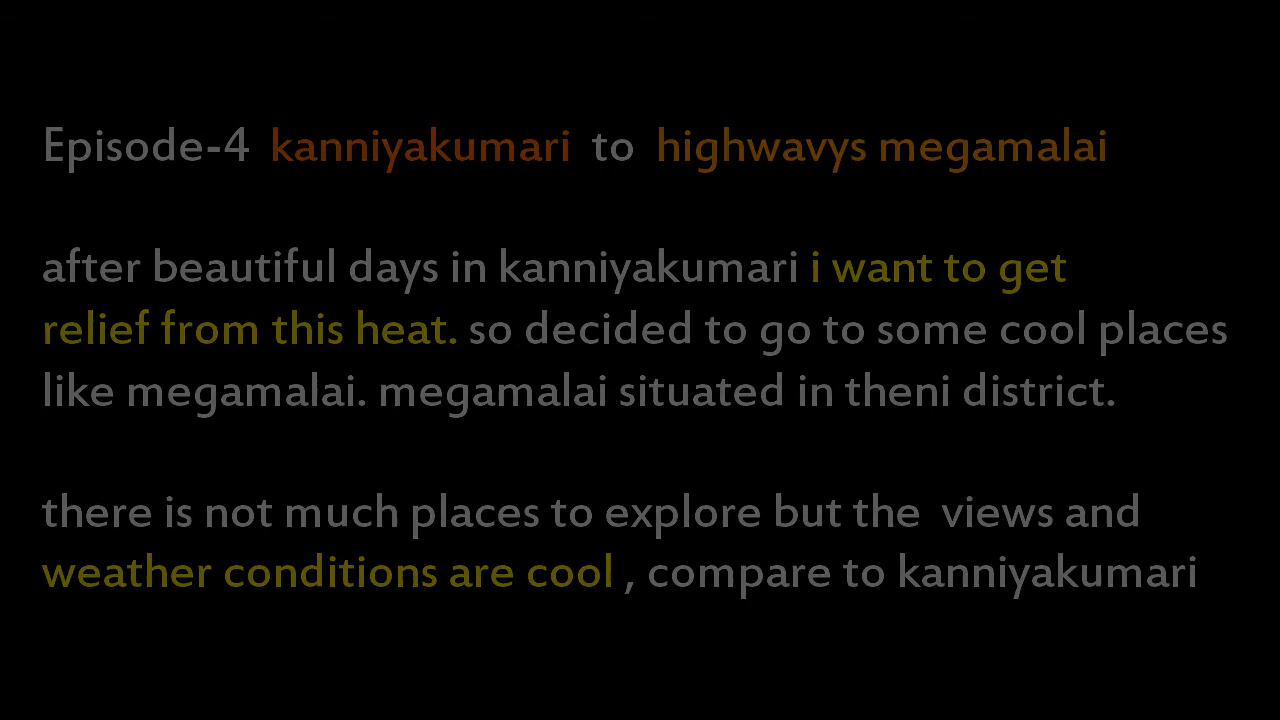 Episode-4 kanniyakumari to highwavys megamalai
after beautiful days in kanniyakumari i want to get
relief from this heat. so decided to go to some cool places
like megamalai. megamalai situated in theni district.
there is not much places to explore but the views and
weather conditions are cool , compare to kanniyakumari